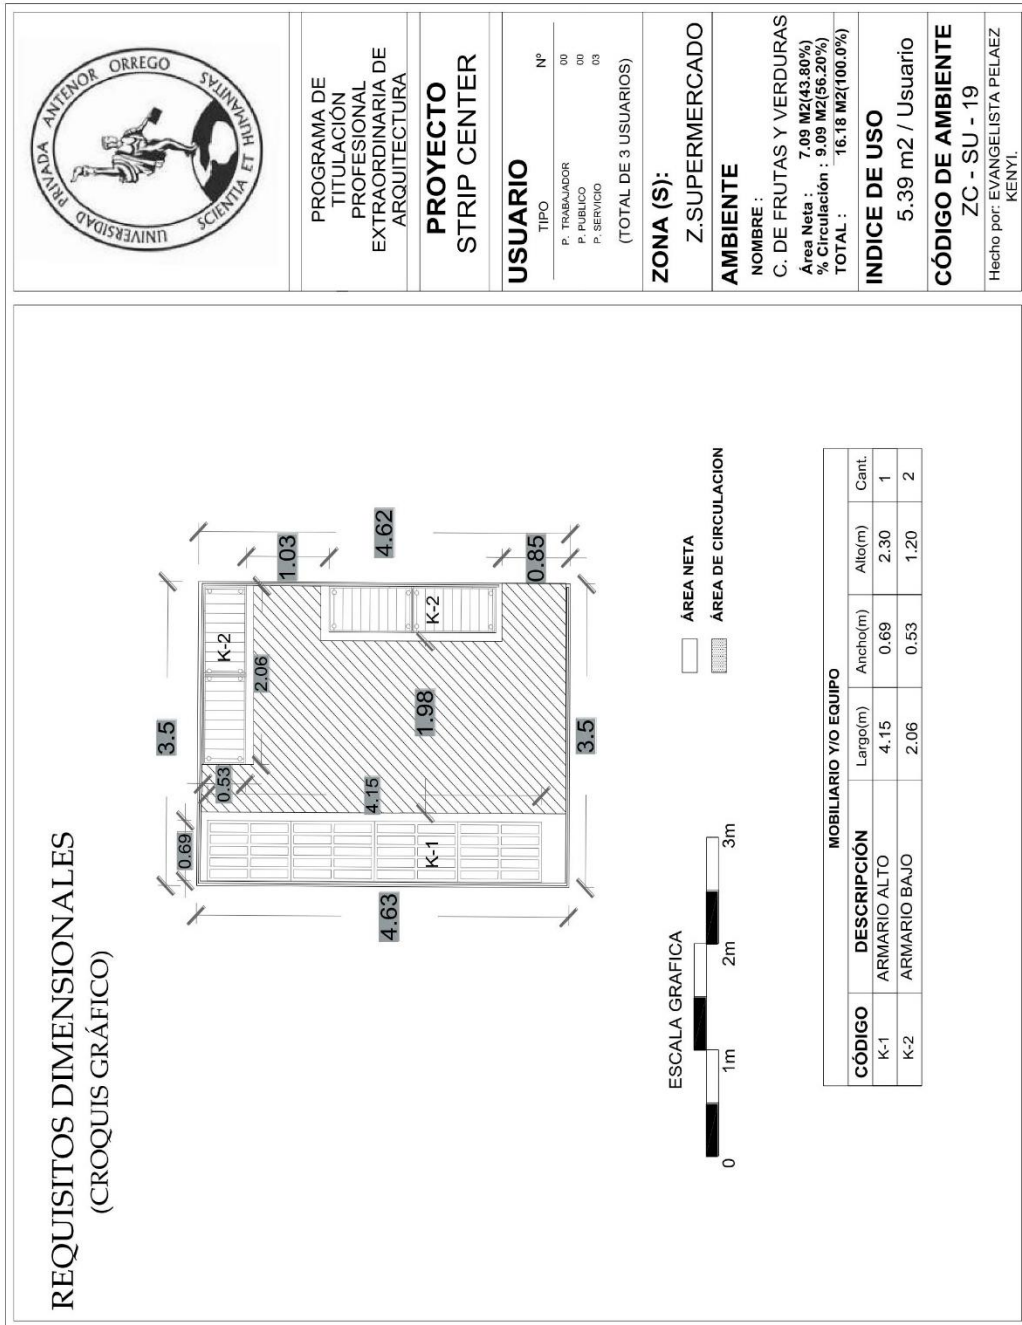 REQUISITOS DIMENSIONALES
(CROQUIS GRÁFICO)
3.5
0.69
0.53
K-2
2.06
1.03
4.62
4.63
4.15
K-1
1.98
K-2
0.85
3.5
ESCALA GRAFICA
0 1m 2m 3m
ÁREA NETA
ÁREA DE CIRCULACION
MOBILIARIO Y/O EQUIPO
CÓDIGO DESCRIPCIÓN Largo(m) Ancho(m) Alto(m) Cant.
K-1 ARMARIO ALTO 4.15 0.69 2.30 1
K-2 ARMARIO BAJO 2.06 0.53 1.20 2
UNIVERSIDAD PRIVADA ANTENOR ORREGO
SCIENTIA ET HUMANITAS
PROGRAMA DE
TITULACIÓN
PROFESIONAL
EXTRAORDINARIA DE
ARQUITECTURA
PROYECTO
STRIP CENTER
USUARIO
TIPO Nº
P. TRABAJADOR 00
P. PUBLICO 00
P. SERVICIO 03
(TOTAL DE 3 USUARIOS)
ZONA (S):
Z.SUPERMERCADO
AMBIENTE
NOMBRE :
C. DE FRUTAS Y VERDURAS
Área Neta : 7.09 M2(43.80%)
% Circulación : 9.09 M2(56.20%)
TOTAL : 16.18 M2(100.0%)
INDICE DE USO
5.39 m2 / Usuario
CÓDIGO DE AMBIENTE
ZC - SU - 19
Hecho por: EVANGELISTA PELAEZ
KENYI.